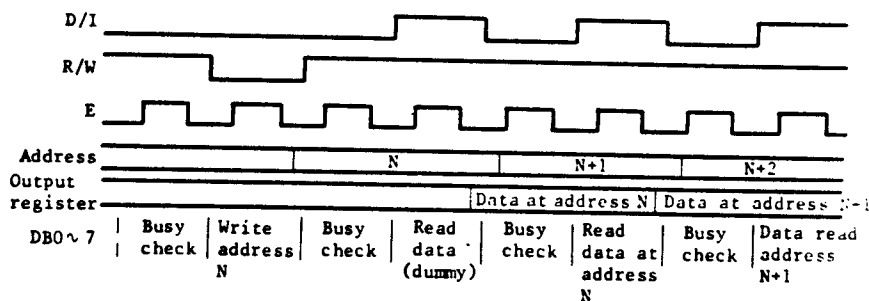 D/I
R/W
E
Address N N+1 N+2
Output
register Data at address N Data at address N+1
DB0~7 Busy check Write address N Busy check Read data (dummy) Busy check Read data at address N Busy check Data read address N+1